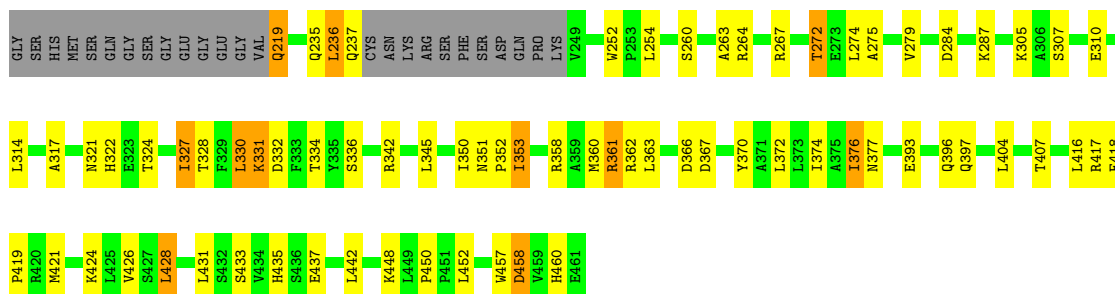 GLY SER HIS MET SER GLN GLY SER GLY GLU GLY GLU GLY VAL Q219 Q235 L236 Q237 CYS ASN LYS ARG SER PHE SER ASP GLN PRO LYS V249 W252 P253 L254 S260 A263 R264 R267 T272 E273 L274 A275 V279 D284 K287 K305 A306 S307 E310
L314 A317 N321 H322 E323 T324 I327 T328 F329 L330 K331 D332 F333 T334 Y335 S336 R342 L345 I350 N351 P352 I353 R358 A359 M360 R361 R362 L363 D366 D367 Y370 A371 L372 L373 I374 A375 I376 N377 E393 Q396 Q397 L404 T407 L416 R417 E418
P419 R420 M421 K424 L425 V426 S427 L428 L431 S432 S433 V434 H435 S436 E437 L442 K448 L449 P450 P451 L452 W457 D458 V459 H460 E461